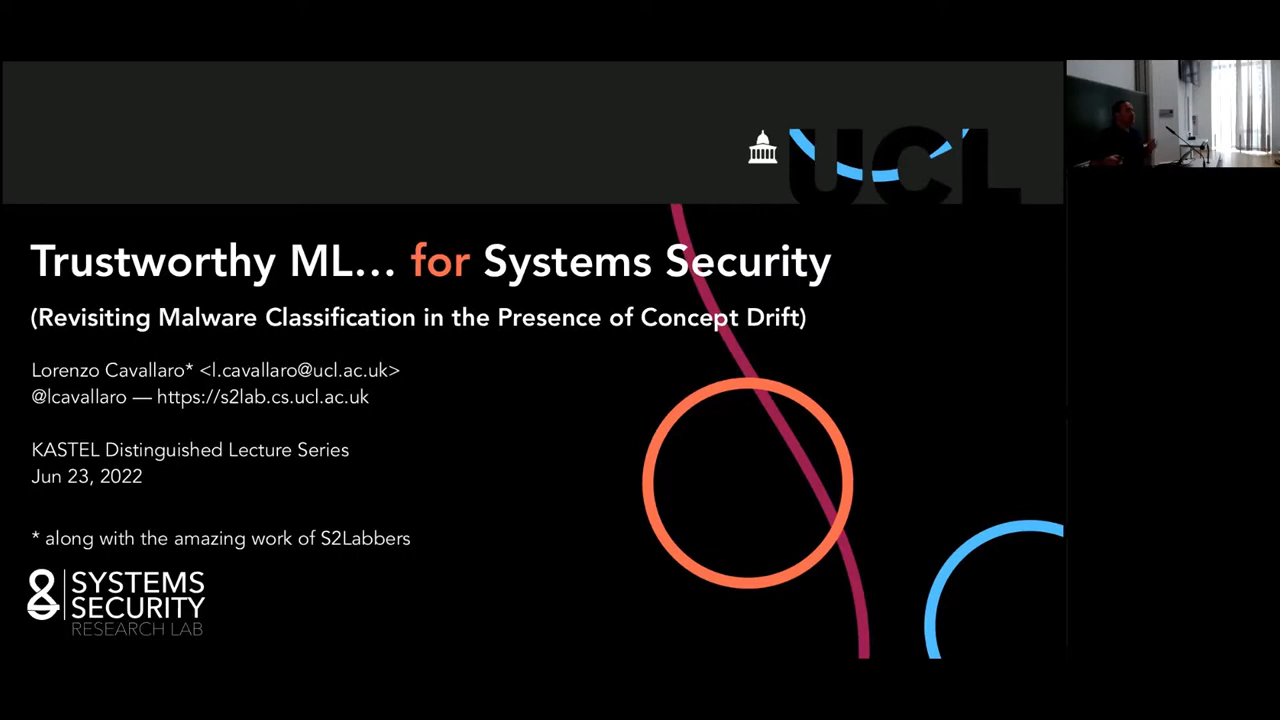 UCL
Trustworthy ML... for Systems Security
(Revisiting Malware Classification in the Presence of Concept Drift)
Lorenzo Cavallaro* <l.cavallaro@ucl.ac.uk>
@lcavallaro — https://s2lab.cs.ucl.ac.uk
KASTEL Distinguished Lecture Series
Jun 23, 2022
* along with the amazing work of S2Labbers
SYSTEMS
SECURITY
RESEARCH LAB